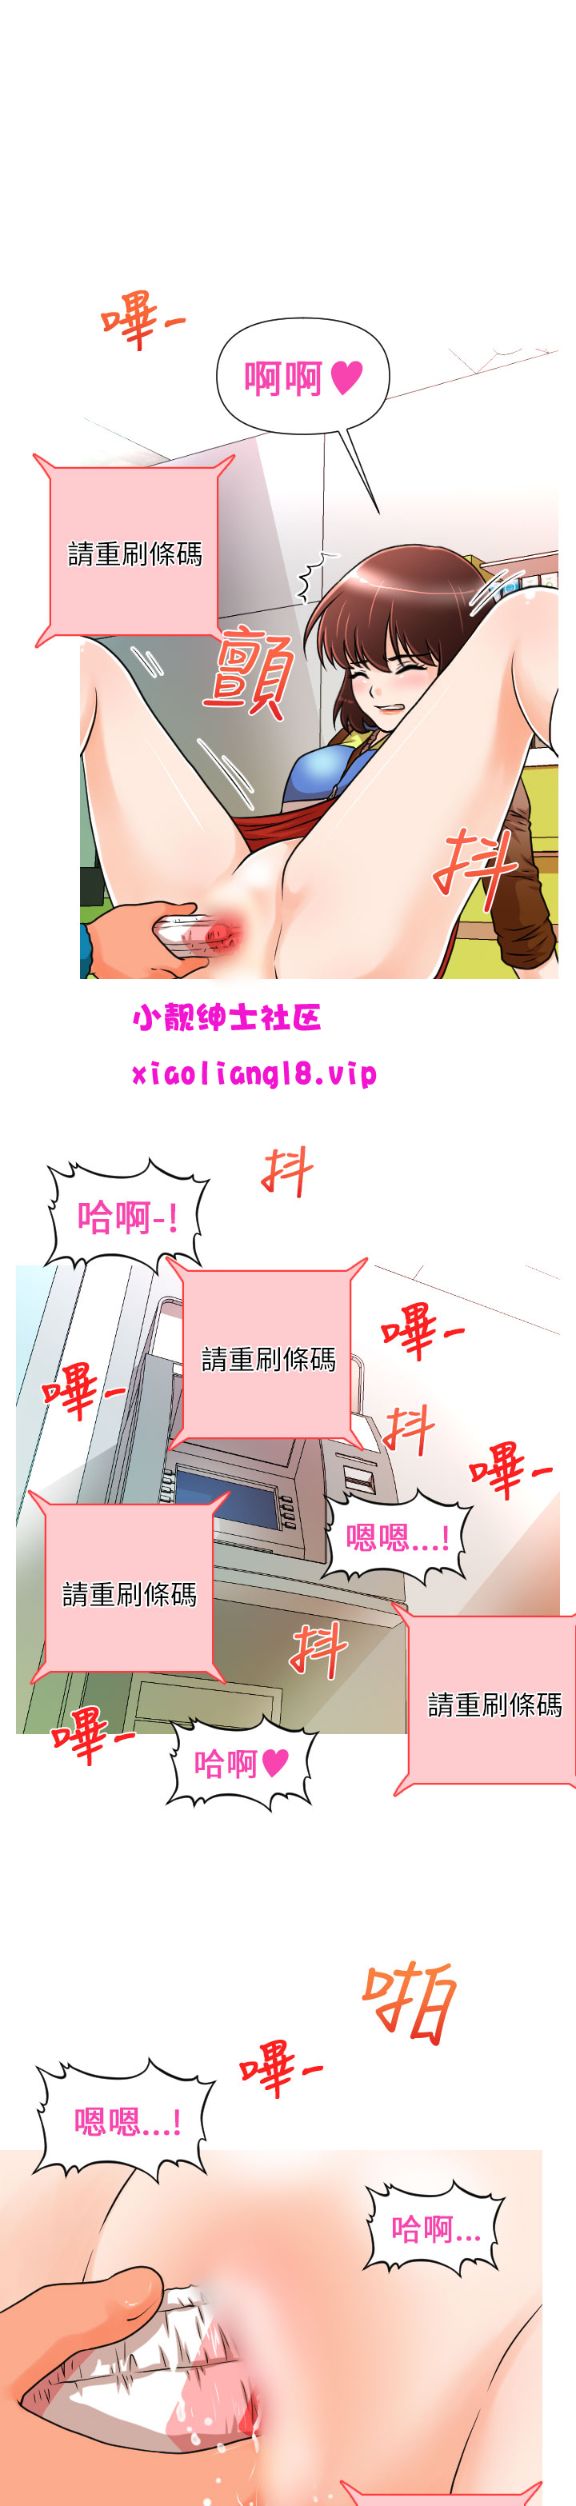 嗶-
啊啊♥
請重刷條碼
顫
抖
小靓绅士社区
xiaoliang18.vip
抖
哈啊-!
請重刷條碼
嗶-
嗶-
抖
嗶-
請重刷條碼
嗯嗯...!
抖
請重刷條碼
嗶-
哈啊♥
啪
嗶-
嗯嗯...!
哈啊...